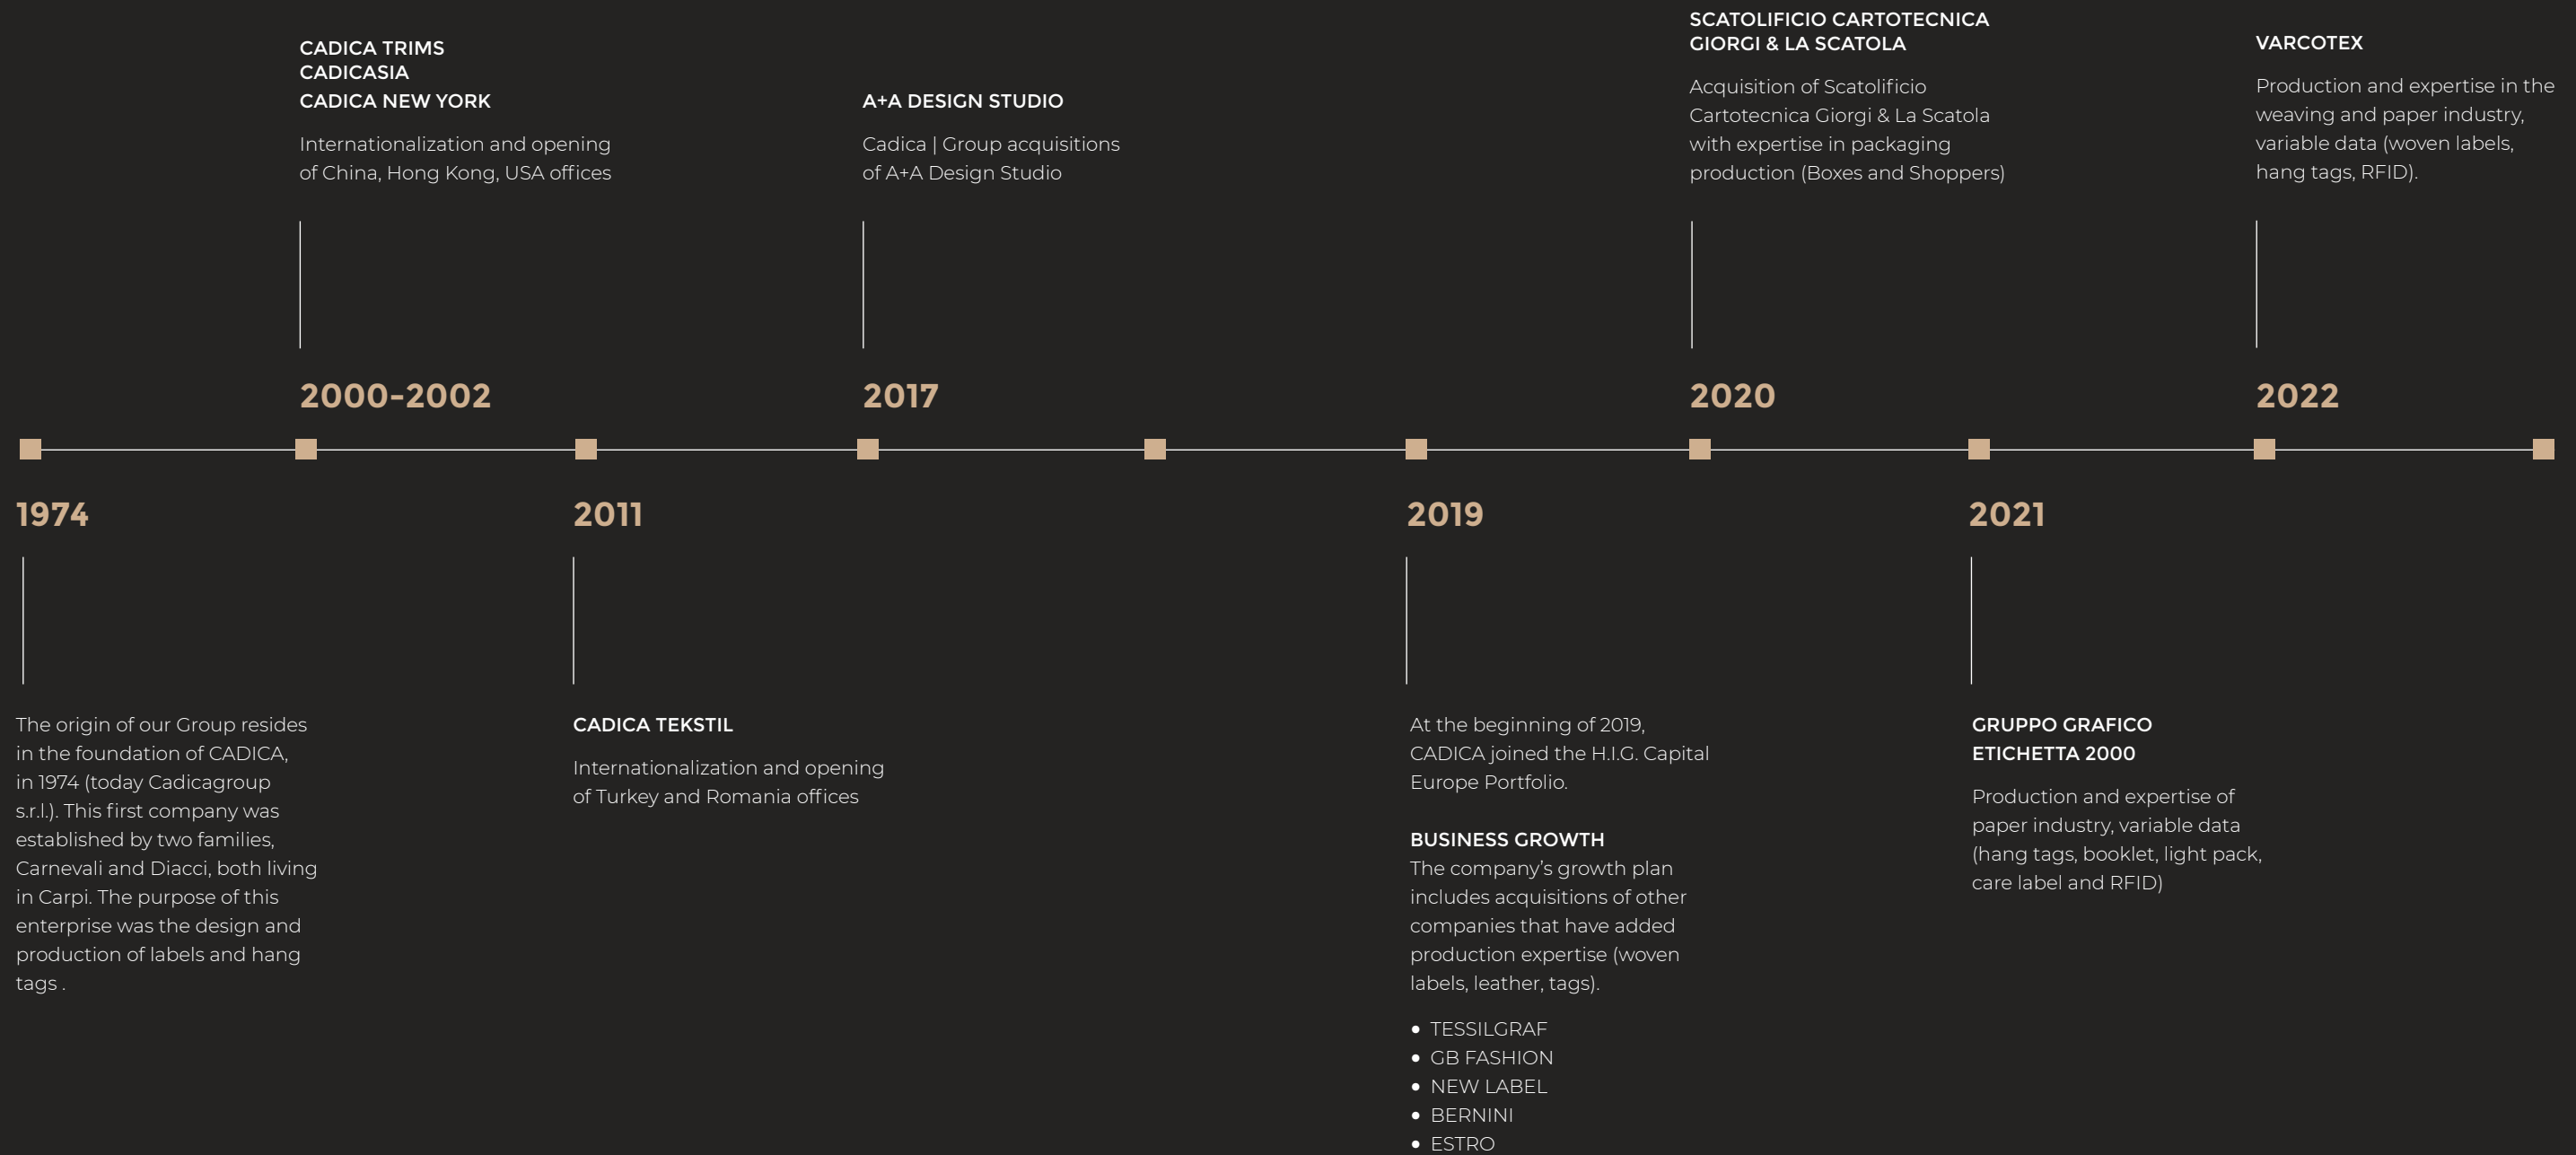 CADICA TRIMS
CADICASIA
CADICA NEW YORK
Internationalization and opening
of China, Hong Kong, USA offices
2000-2002
A+A DESIGN STUDIO
Cadica | Group acquisitions
of A+A Design Studio
2017
SCATOLIFICIO CARTOTECNICA
GIORGI & LA SCATOLA
Acquisition of Scatolificio
Cartotecnica Giorgi & La Scatola
with expertise in packaging
production (Boxes and Shoppers)
2020
VARCOTEX
Production and expertise in the
weaving and paper industry,
variable data (woven labels,
hang tags, RFID).
2022
1974
The origin of our Group resides
in the foundation of CADICA,
in 1974 (today Cadicagroup
s.r.l.). This first company was
established by two families,
Carnevali and Diacci, both living
in Carpi. The purpose of this
enterprise was the design and
production of labels and hang
tags .
2011
CADICA TEKSTIL
Internationalization and opening
of Turkey and Romania offices
2019
At the beginning of 2019,
CADICA joined the H.I.G. Capital
Europe Portfolio.
BUSINESS GROWTH
The company’s growth plan
includes acquisitions of other
companies that have added
production expertise (woven
labels, leather, tags).
• TESSILGRAF
• GB FASHION
• NEW LABEL
• BERNINI
• ESTRO
2021
GRUPPO GRAFICO
ETICHETTA 2000
Production and expertise of
paper industry, variable data
(hang tags, booklet, light pack,
care label and RFID)